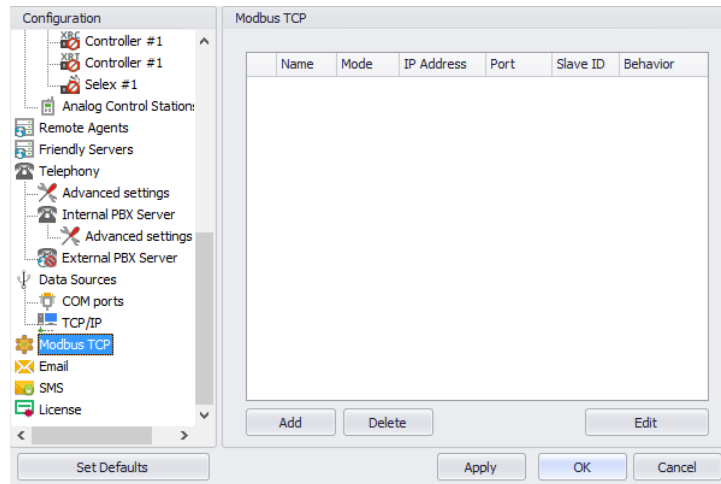 Configuration
XRC Controller #1
XRT Controller #1
Selex #1
Analog Control Stations
Remote Agents
Friendly Servers
Telephony
Advanced settings
Internal PBX Server
Advanced settings
External PBX Server
Data Sources
COM ports
TCP/IP
Modbus TCP
Email
SMS
License
Set Defaults
Modbus TCP
Name Mode IP Address Port Slave ID Behavior
Add Delete Edit
Apply OK Cancel